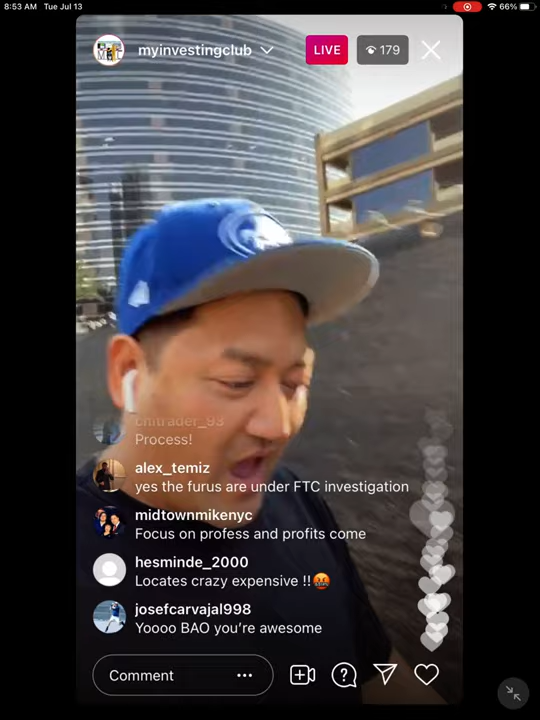 8:53 AM Tue Jul 13
66%
myinvestingclub
LIVE
179
chtrader_93
Process!
alex_temiz
yes the furus are under FTC investigation
midtownmikenyc
Focus on profess and profits come
hesminde_2000
Locates crazy expensive !!🤬
josefcarvajal998
Yoooo BAO you’re awesome
Comment